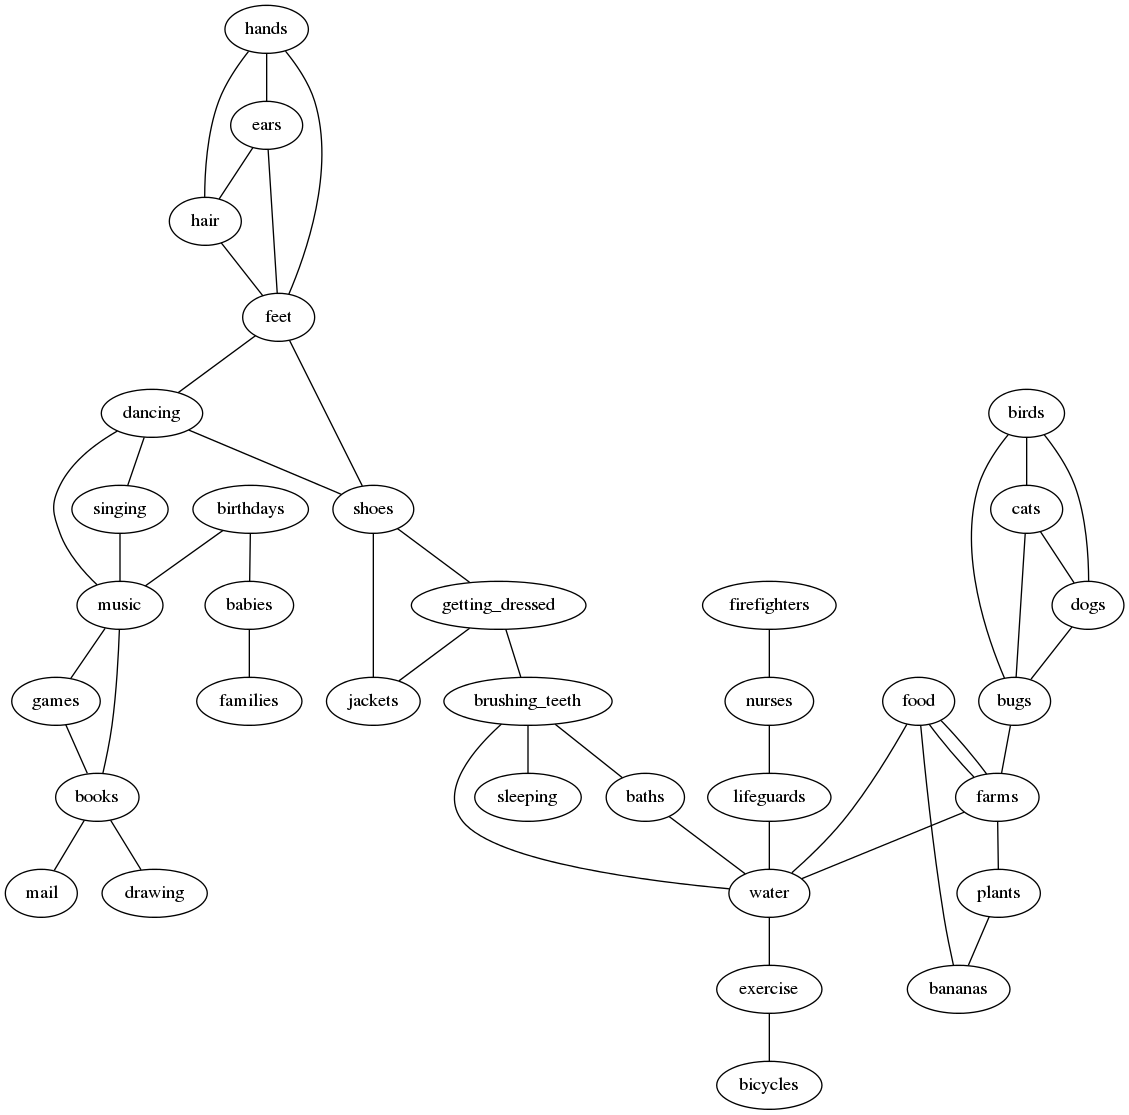 hands
ears
hair
feet
dancing
birds
singing
birthdays
shoes
cats
music
babies
getting_dressed
firefighters
dogs
games
families
jackets
brushing_teeth
nurses
food
bugs
books
sleeping
baths
lifeguards
farms
mail
drawing
water
plants
exercise
bananas
bicycles